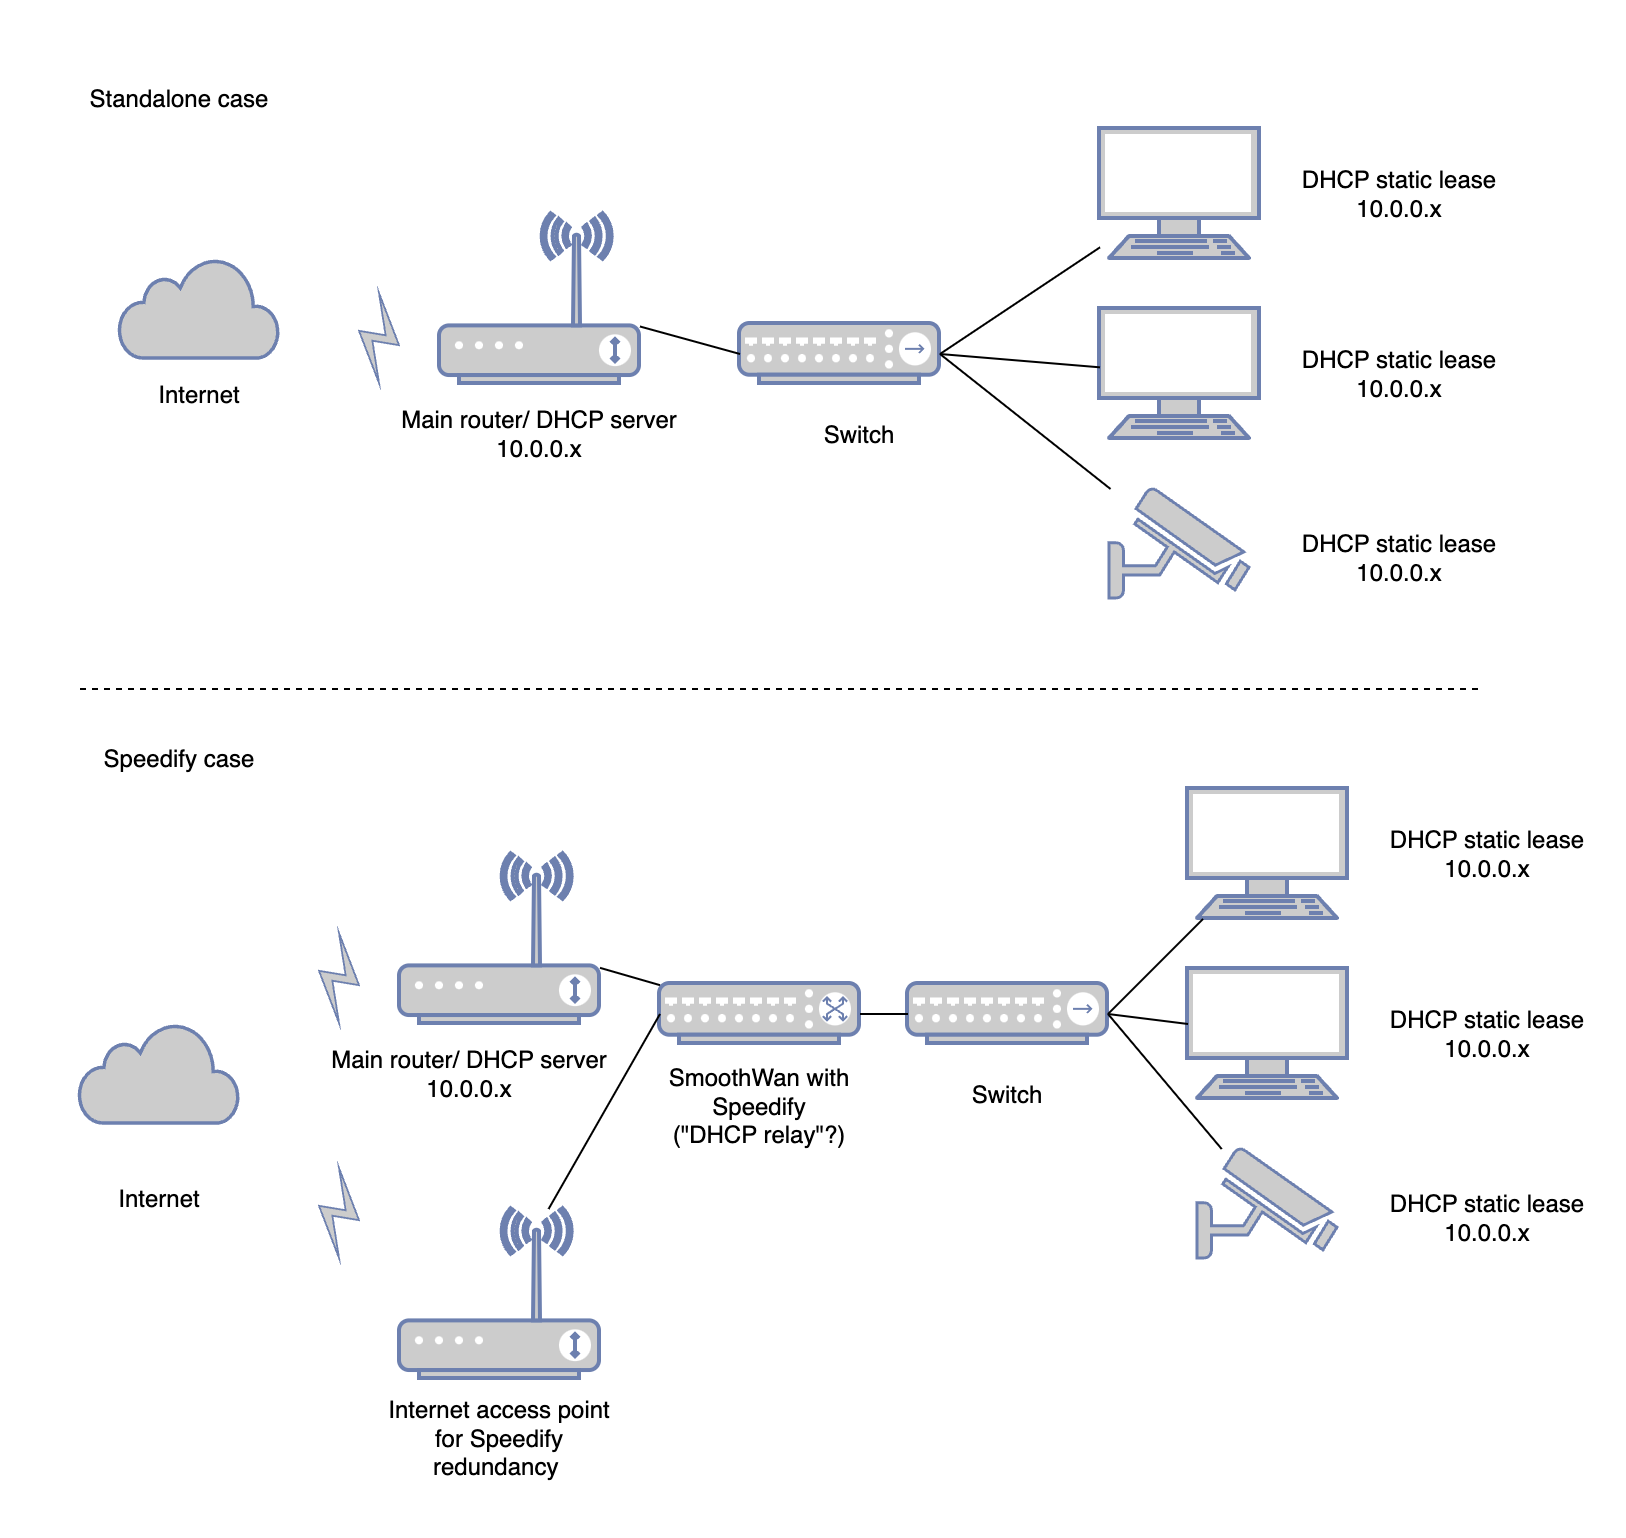 Standalone case
DHCP static lease
10.0.0.x
DHCP static lease
10.0.0.x
Internet
Main router/ DHCP server
10.0.0.x
Switch
DHCP static lease
10.0.0.x
Speedify case
DHCP static lease
10.0.0.x
DHCP static lease
10.0.0.x
Main router/ DHCP server
10.0.0.x
SmoothWan with
Speedify
("DHCP relay"?)
Switch
Internet
DHCP static lease
10.0.0.x
Internet access point
for Speedify
redundancy